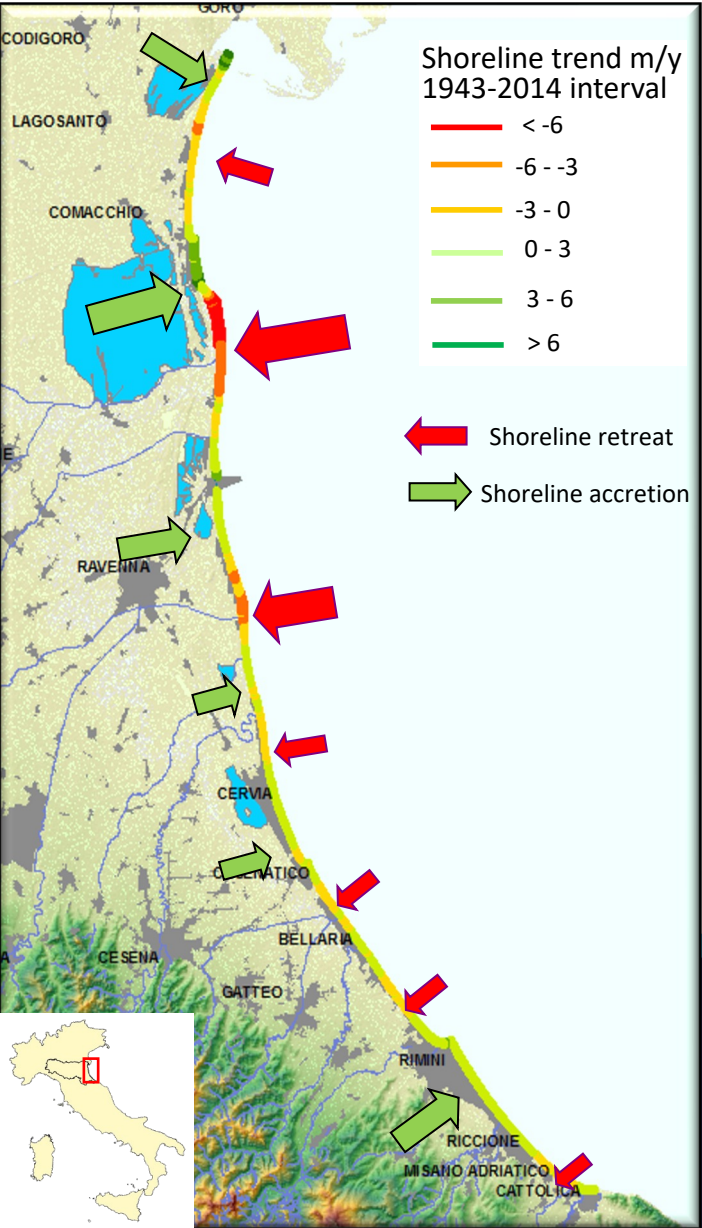 GORO
CODIGORO
Shoreline trend m/y
1943-2014 interval
< -6
-6 - -3
-3 - 0
0 - 3
3 - 6
> 6
LAGOSANTO
COMACCHIO
Shoreline retreat
E
Shoreline accretion
RAVENNA
CERVIA
BELLARIA
A
CESENA
GATTEO
RIMINI
RICCIONE
MISANO ADRIATICO
CATTOLICA